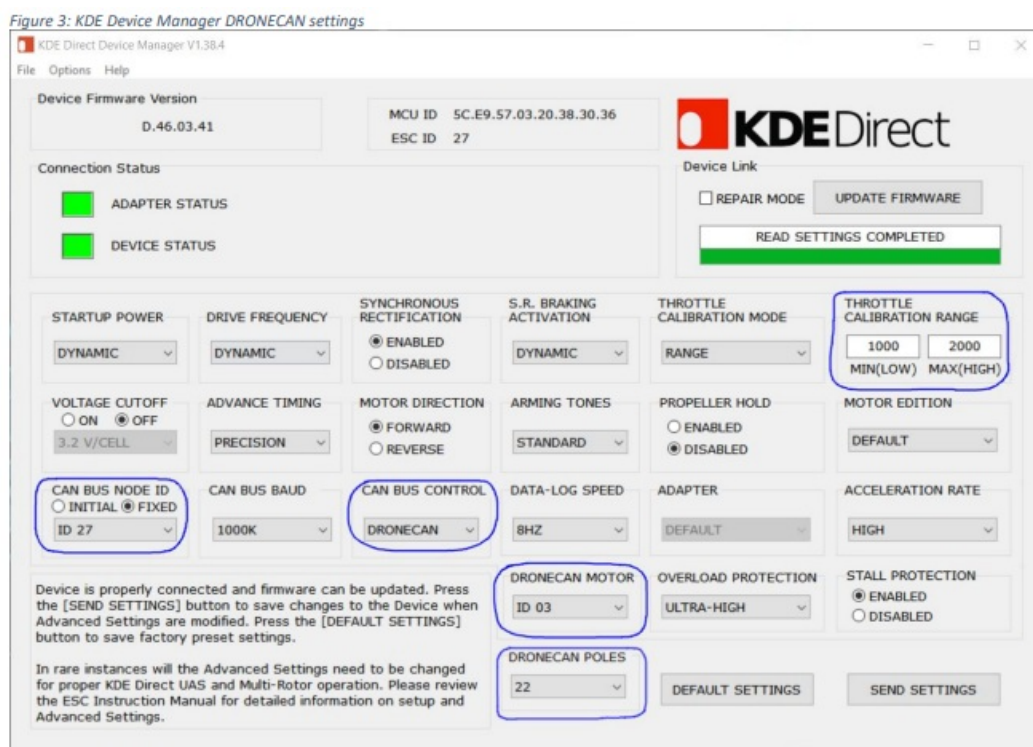 Figure 3: KDE Device Manager DRONECAN settings
KDE Direct Device Manager V1.38.4
File Options Help
Device Firmware Version
D.46.03.41
MCU ID 5C.E9.57.03.20.38.30.36
ESC ID 27
KDEDirect
Connection Status
ADAPTER STATUS
DEVICE STATUS
Device Link
REPAIR MODE
UPDATE FIRMWARE
READ SETTINGS COMPLETED
STARTUP POWER
DYNAMIC
DRIVE FREQUENCY
DYNAMIC
SYNCHRONOUS
RECTIFICATION
ENABLED
DISABLED
S.R. BRAKING
ACTIVATION
DYNAMIC
THROTTLE
CALIBRATION MODE
RANGE
THROTTLE
CALIBRATION RANGE
1000 2000
MIN(LOW) MAX(HIGH)
VOLTAGE CUTOFF
ON OFF
3.2 V/CELL
ADVANCE TIMING
PRECISION
MOTOR DIRECTION
FORWARD
REVERSE
ARMING TONES
STANDARD
PROPELLER HOLD
ENABLED
DISABLED
MOTOR EDITION
DEFAULT
CAN BUS NODE ID
INITIAL FIXED
ID 27
CAN BUS BAUD
1000K
CAN BUS CONTROL
DRONECAN
DATA-LOG SPEED
8HZ
ADAPTER
DEFAULT
ACCELERATION RATE
HIGH
Device is properly connected and firmware can be updated. Press
the [SEND SETTINGS] button to save changes to the Device when
Advanced Settings are modified. Press the [DEFAULT SETTINGS]
button to save factory preset settings.
In rare instances will the Advanced Settings need to be changed
for proper KDE Direct UAS and Multi-Rotor operation. Please review
the ESC Instruction Manual for detailed information on setup and
Advanced Settings.
DRONECAN MOTOR
ID 03
OVERLOAD PROTECTION
ULTRA-HIGH
STALL PROTECTION
ENABLED
DISABLED
DRONECAN POLES
22
DEFAULT SETTINGS
SEND SETTINGS